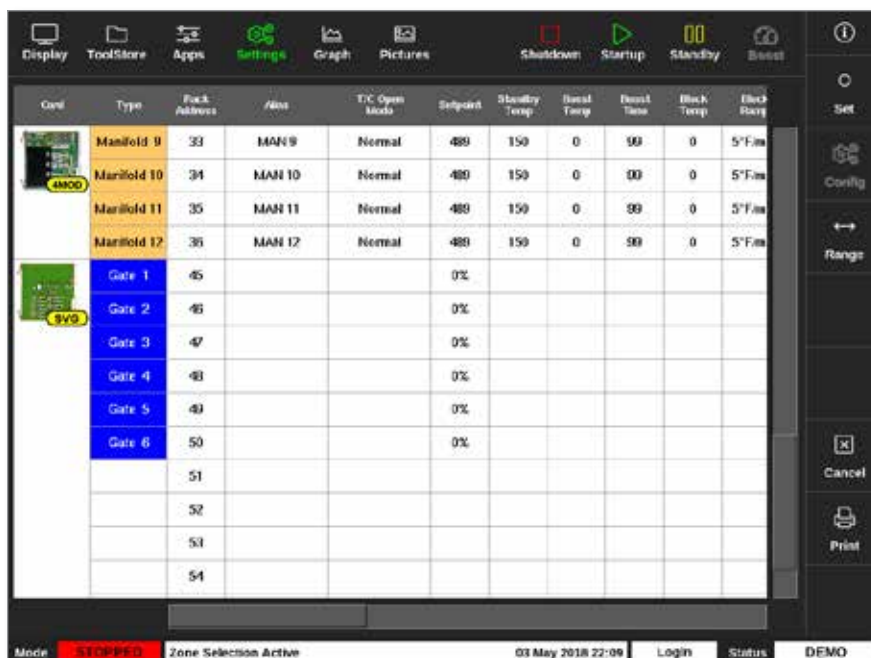 Display ToolStore Apps Settings Graph Pictures Shutdown Startup Standby Boost
Set
Config
Range
Cancel
Print
Card Type Rack Address Alias T/C Open Mode Setpoint Standby Temp Boost Temp Boost Time Block Temp Block Ramp
4MOD
Manifold 9 33 MAN 9 Normal 489 150 0 99 0 5°F/m
Manifold 10 34 MAN 10 Normal 489 150 0 99 0 5°F/m
Manifold 11 35 MAN 11 Normal 489 150 0 99 0 5°F/m
Manifold 12 36 MAN 12 Normal 489 150 0 99 0 5°F/m
SVG
Gate 1 45 0%
Gate 2 46 0%
Gate 3 47 0%
Gate 4 48 0%
Gate 5 49 0%
Gate 6 50 0%
51
52
53
54
Mode STOPPED Zone Selection Active 03 May 2018 22:09 Login Status DEMO